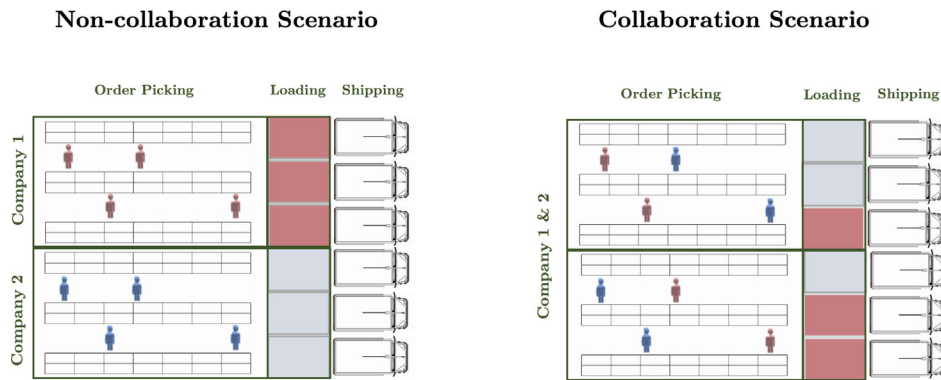 Non-collaboration Scenario
Order Picking Loading Shipping
Company 1
Company 2
Collaboration Scenario
Order Picking Loading Shipping
Company 1 & 2